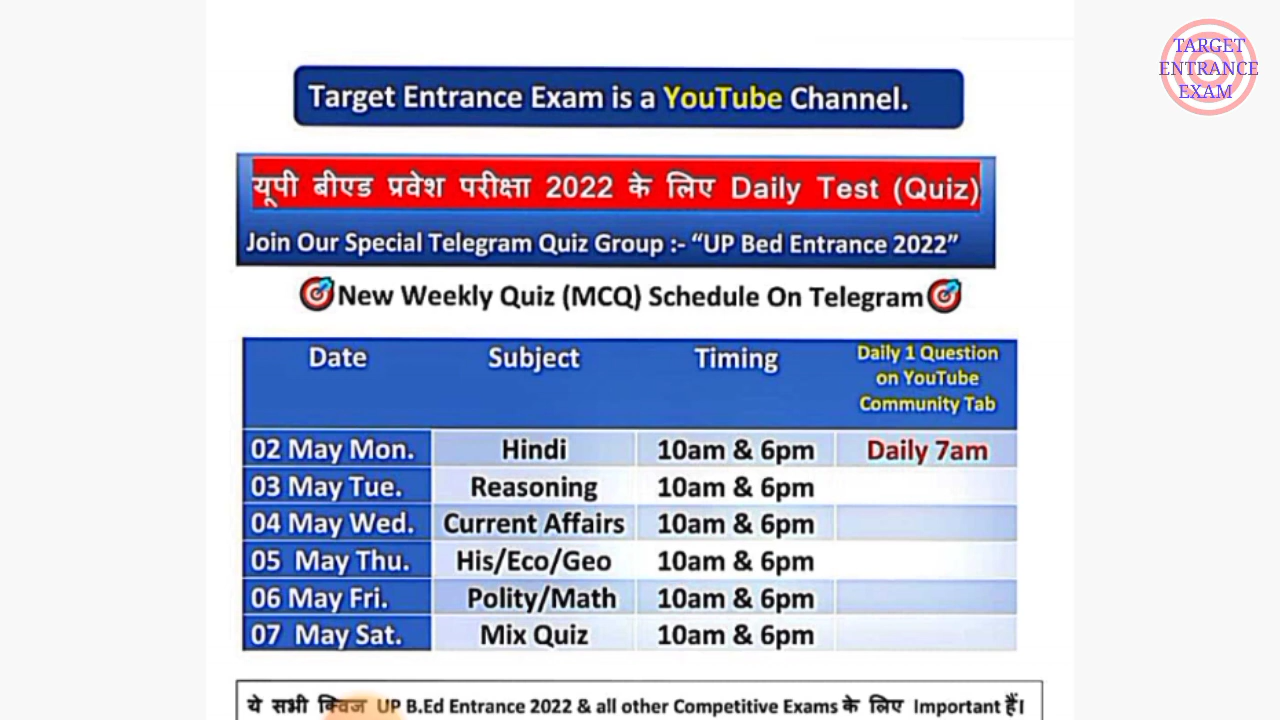 TARGET
ENTRANCE
EXAM
Target Entrance Exam is a YouTube Channel.
यूपी बीएड प्रवेश परीक्षा 2022 के लिए Daily Test (Quiz)
Join Our Special Telegram Quiz Group :- “UP Bed Entrance 2022”
New Weekly Quiz (MCQ) Schedule On Telegram
Date Subject Timing Daily 1 Question
on YouTube
Community Tab
02 May Mon. Hindi 10am & 6pm Daily 7am
03 May Tue. Reasoning 10am & 6pm
04 May Wed. Current Affairs 10am & 6pm
05 May Thu. His/Eco/Geo 10am & 6pm
06 May Fri. Polity/Math 10am & 6pm
07 May Sat. Mix Quiz 10am & 6pm
ये सभी क्विज UP B.Ed Entrance 2022 & all other Competitive Exams के लिए Important हैं।